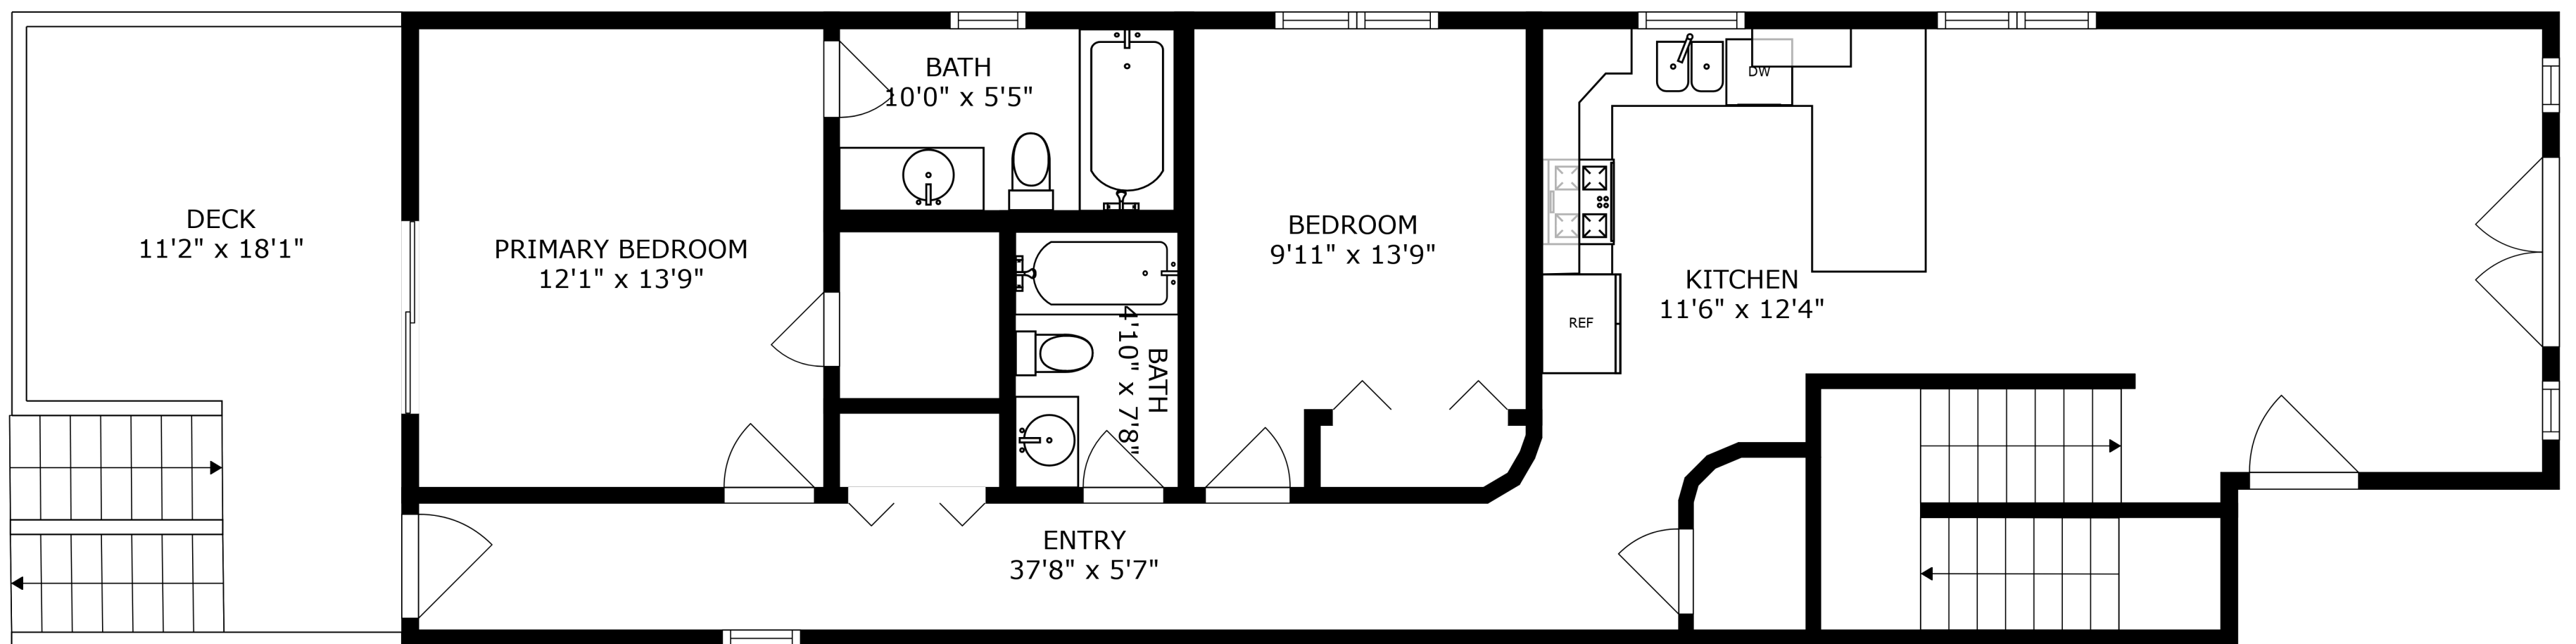 DECK
11'2" x 18'1"
PRIMARY BEDROOM
12'1" x 13'9"
BATH
10'0" x 5'5"
BATH
4'10" x 7'8"
BEDROOM
9'11" x 13'9"
DW
REF
KITCHEN
11'6" x 12'4"
ENTRY
37'8" x 5'7"